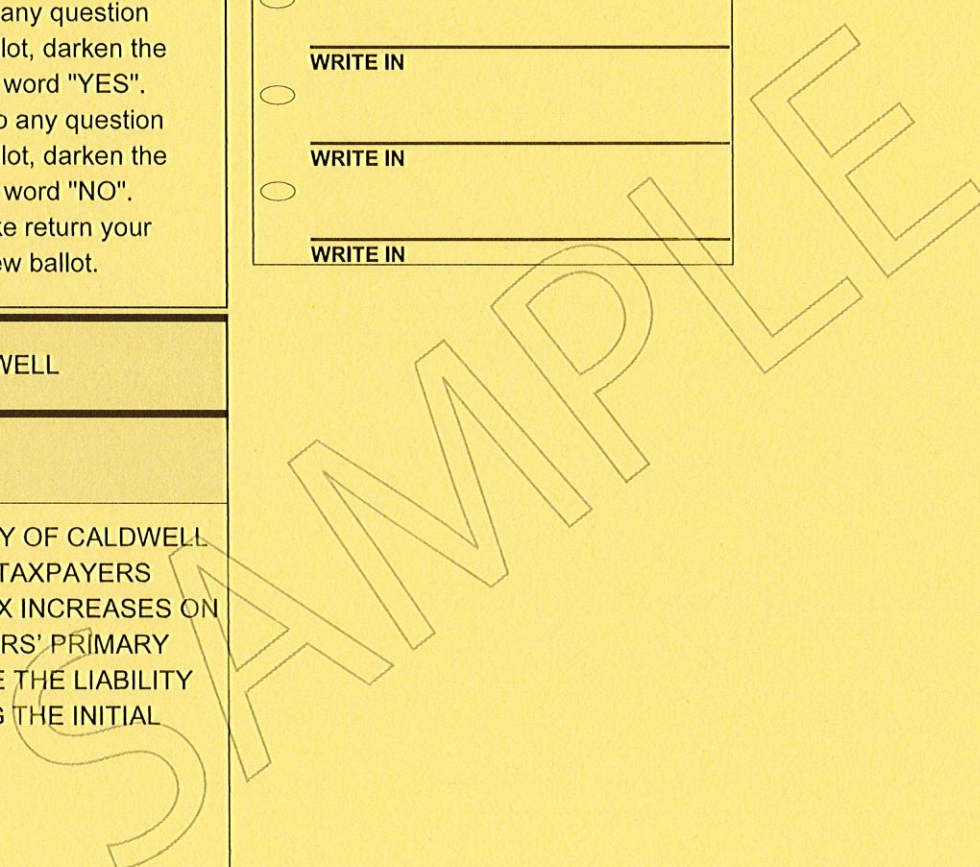 any question
lot, darken the
word "YES".
o any question
lot, darken the
word "NO".
ke return your
ew ballot.
WELL
Y OF CALDWELL
TAXPAYERS
X INCREASES ON
RS' PRIMARY
E THE LIABILITY
G THE INITIAL
WRITE IN
WRITE IN
WRITE IN
SAMPLE